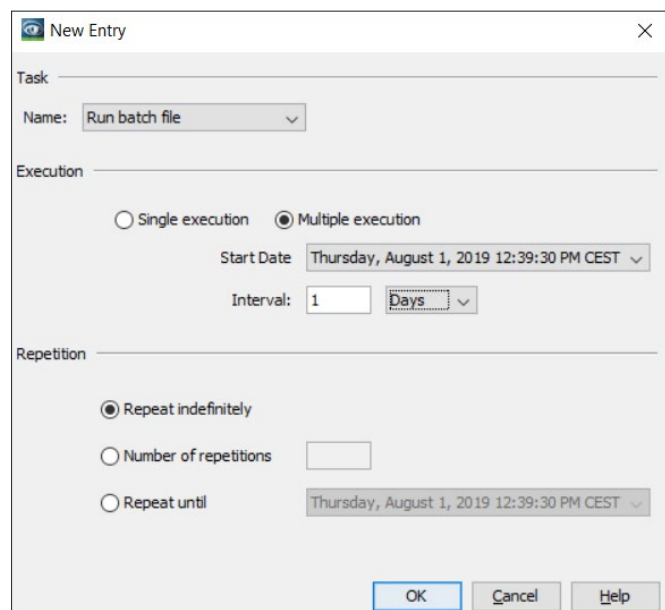 New Entry
Task
Name: Run batch file
Execution
Single execution Multiple execution
Start Date Thursday, August 1, 2019 12:39:30 PM CEST
Interval: 1 Days
Repetition
Repeat indefinitely
Number of repetitions
Repeat until Thursday, August 1, 2019 12:39:30 PM CEST
OK Cancel Help